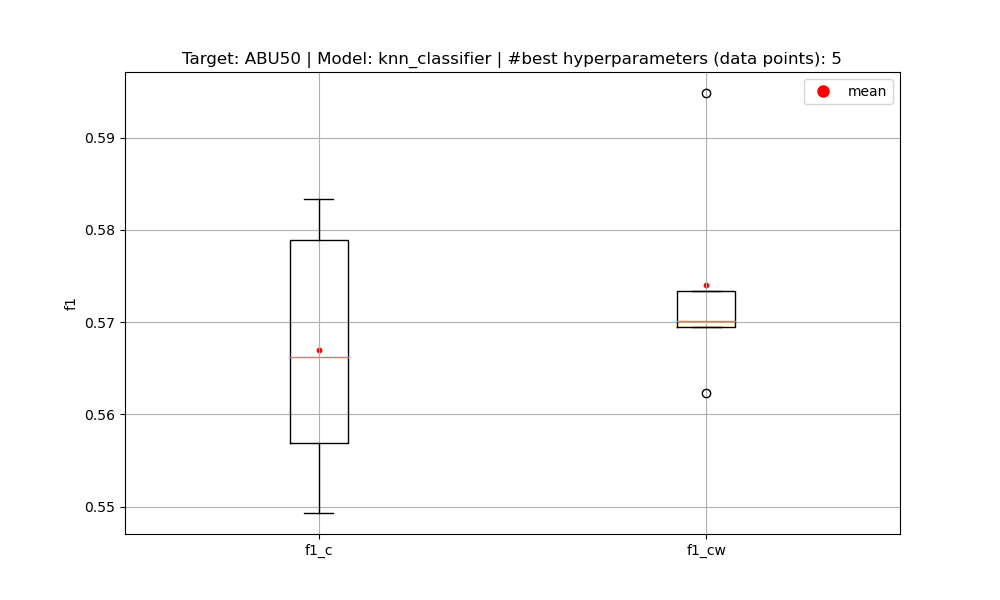 Target: ABU50 | Model: knn_classifier | #best hyperparameters (data points): 5
mean
0.59
0.58
0.57
0.56
0.55
f1
f1_c
f1_cw